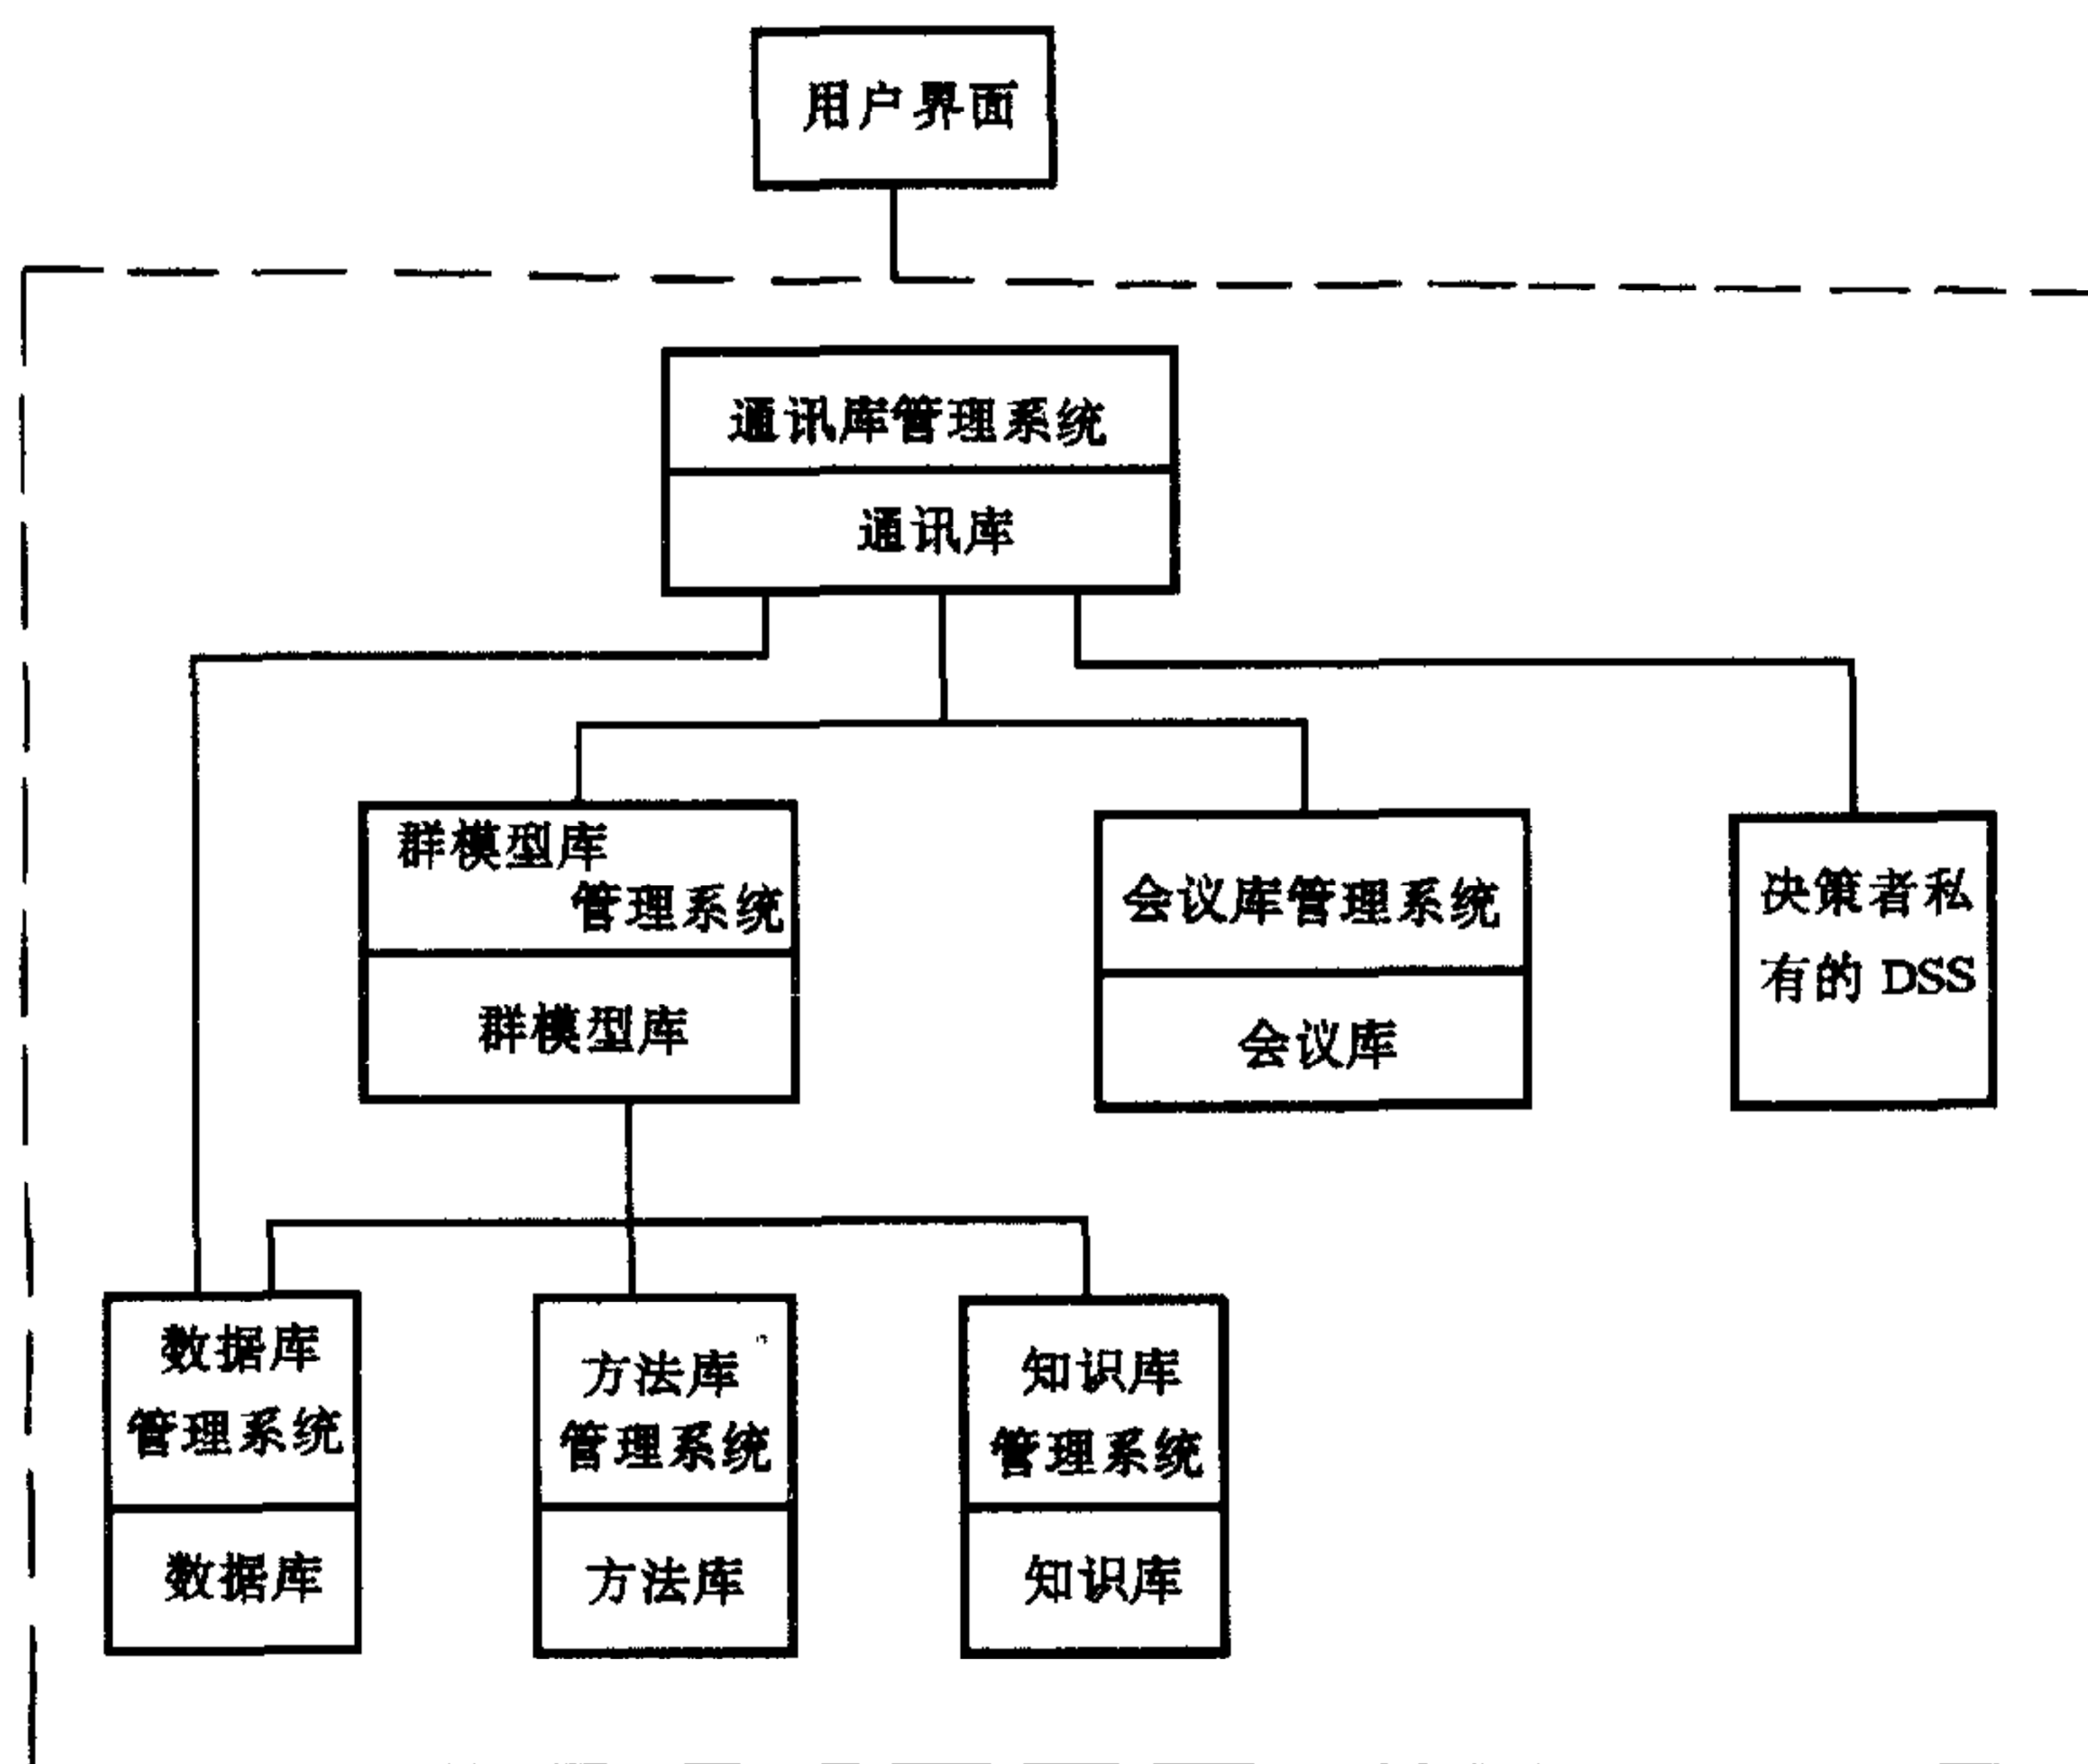 用户界面
通讯库管理系统
通讯库
群模型库
管理系统
群模型库
会议库管理系统
会议库
决策者私
有的 DSS
数据库
管理系统
数据库
方法库
管理系统
方法库
知识库
管理系统
知识库